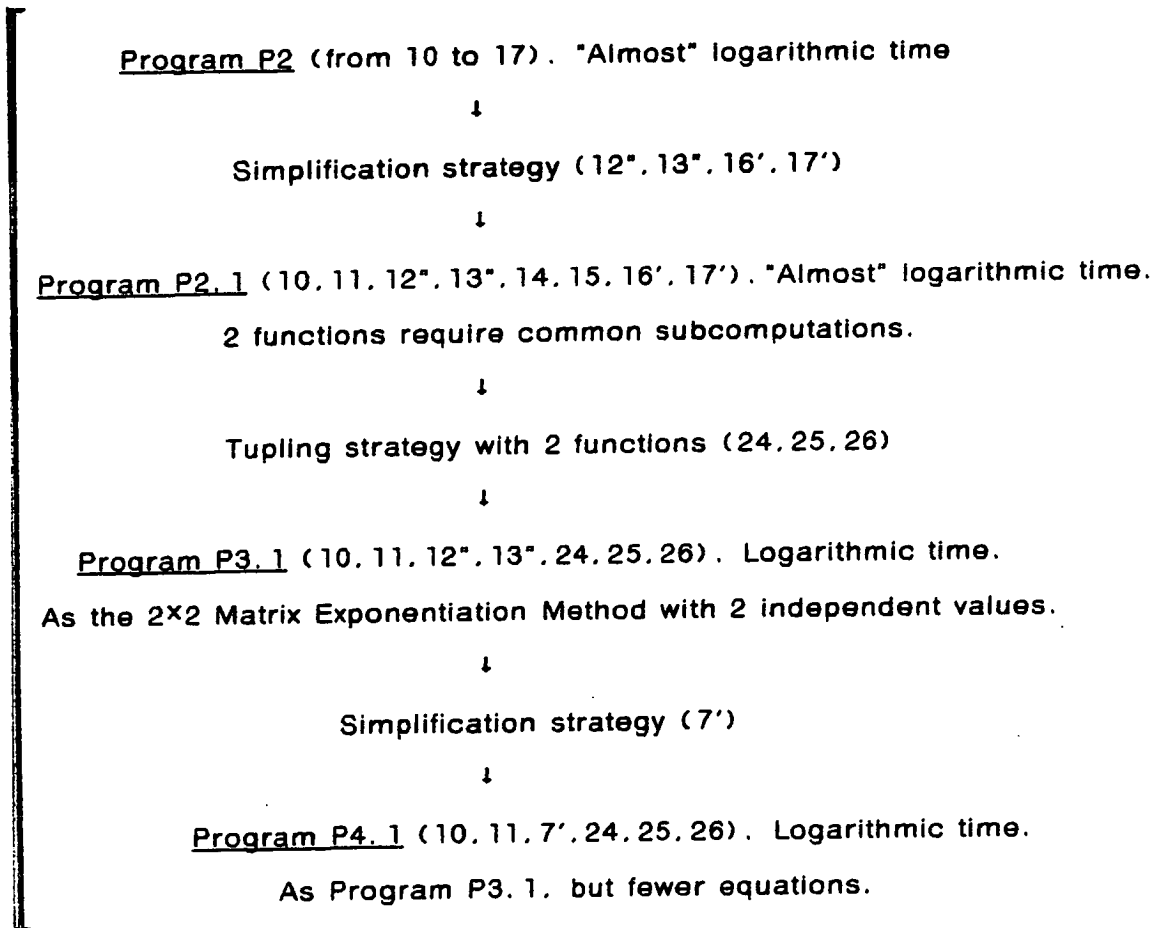 Program P2 (from 10 to 17). "Almost" logarithmic time
↓
Simplification strategy (12", 13", 16', 17')
↓
Program P2.1 (10, 11, 12", 13", 14, 15, 16', 17'). "Almost" logarithmic time.
2 functions require common subcomputations.
↓
Tupling strategy with 2 functions (24, 25, 26)
↓
Program P3.1 (10, 11, 12", 13", 24, 25, 26). Logarithmic time.
As the 2×2 Matrix Exponentiation Method with 2 independent values.
↓
Simplification strategy (7')
↓
Program P4.1 (10, 11, 7', 24, 25, 26). Logarithmic time.
As Program P3.1, but fewer equations.